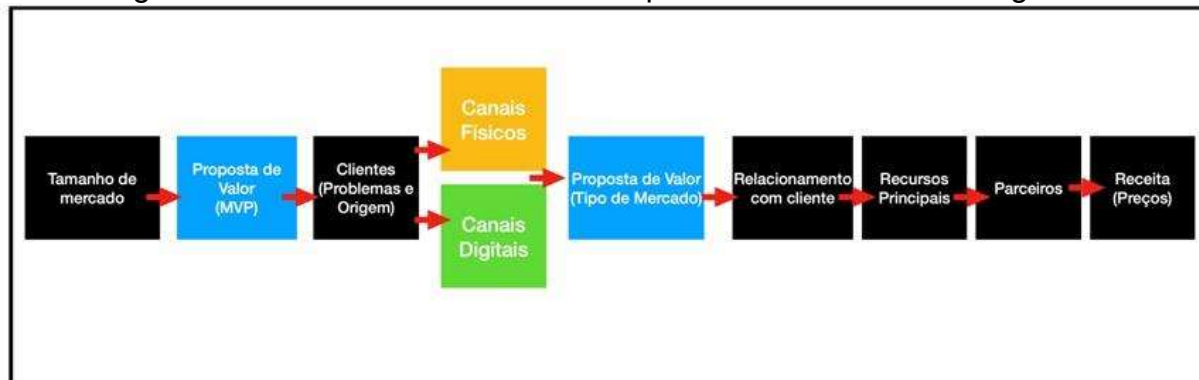 Tamanho de
mercado
Proposta de
Valor
(MVP)
Clientes
(Problemas e
Origem)
Canais
Físicos
Canais
Digitais
Proposta de Valor
(Tipo de Mercado)
Relacionamento
com cliente
Recursos
Principais
Parceiros
Receita
(Preços)